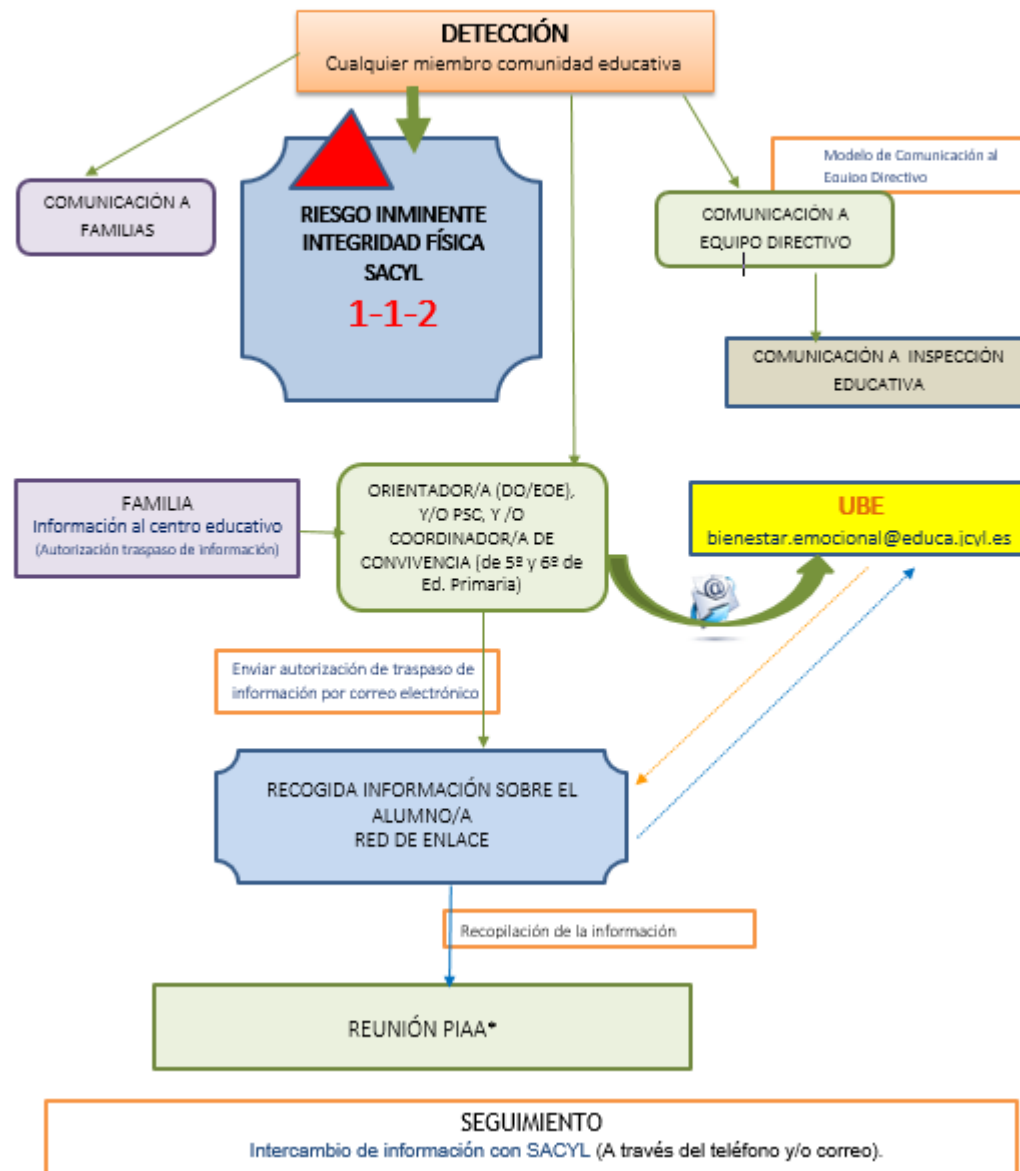 DETECCIÓN
Cualquier miembro comunidad educativa
Modelo de Comunicación al
Equipo Directivo
COMUNICACIÓN A
FAMILIAS
RIESGO INMINENTE
INTEGRIDAD FÍSICA
SACYL
1-1-2
COMUNICACIÓN A
EQUIPO DIRECTIVO
COMUNICACIÓN A INSPECCIÓN
EDUCATIVA
FAMILIA
Información al centro educativo
(Autorización traspaso de información)
ORIENTADOR/A (DO/EOE),
Y/O PSC, Y /O
COORDINADOR/A DE
CONVIVENCIA (de 5º y 6º de
Ed. Primaria)
UBE
bienestar.emocional@educa.jcyl.es
@
Enviar autorización de traspaso de
información por correo electrónico
RECOGIDA INFORMACIÓN SOBRE EL
ALUMNO/A
RED DE ENLACE
Recopilación de la información
REUNIÓN PIAA*
SEGUIMIENTO
Intercambio de información con SACYL (A través del teléfono y/o correo).